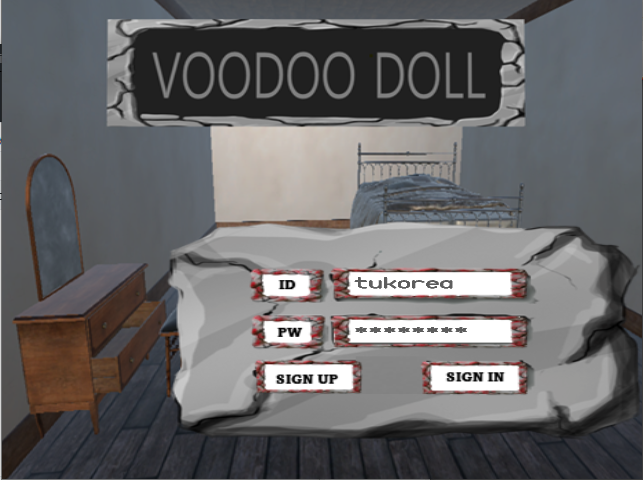 VOODOO DOLL
ID tukorea
PW ********
SIGN UP SIGN IN